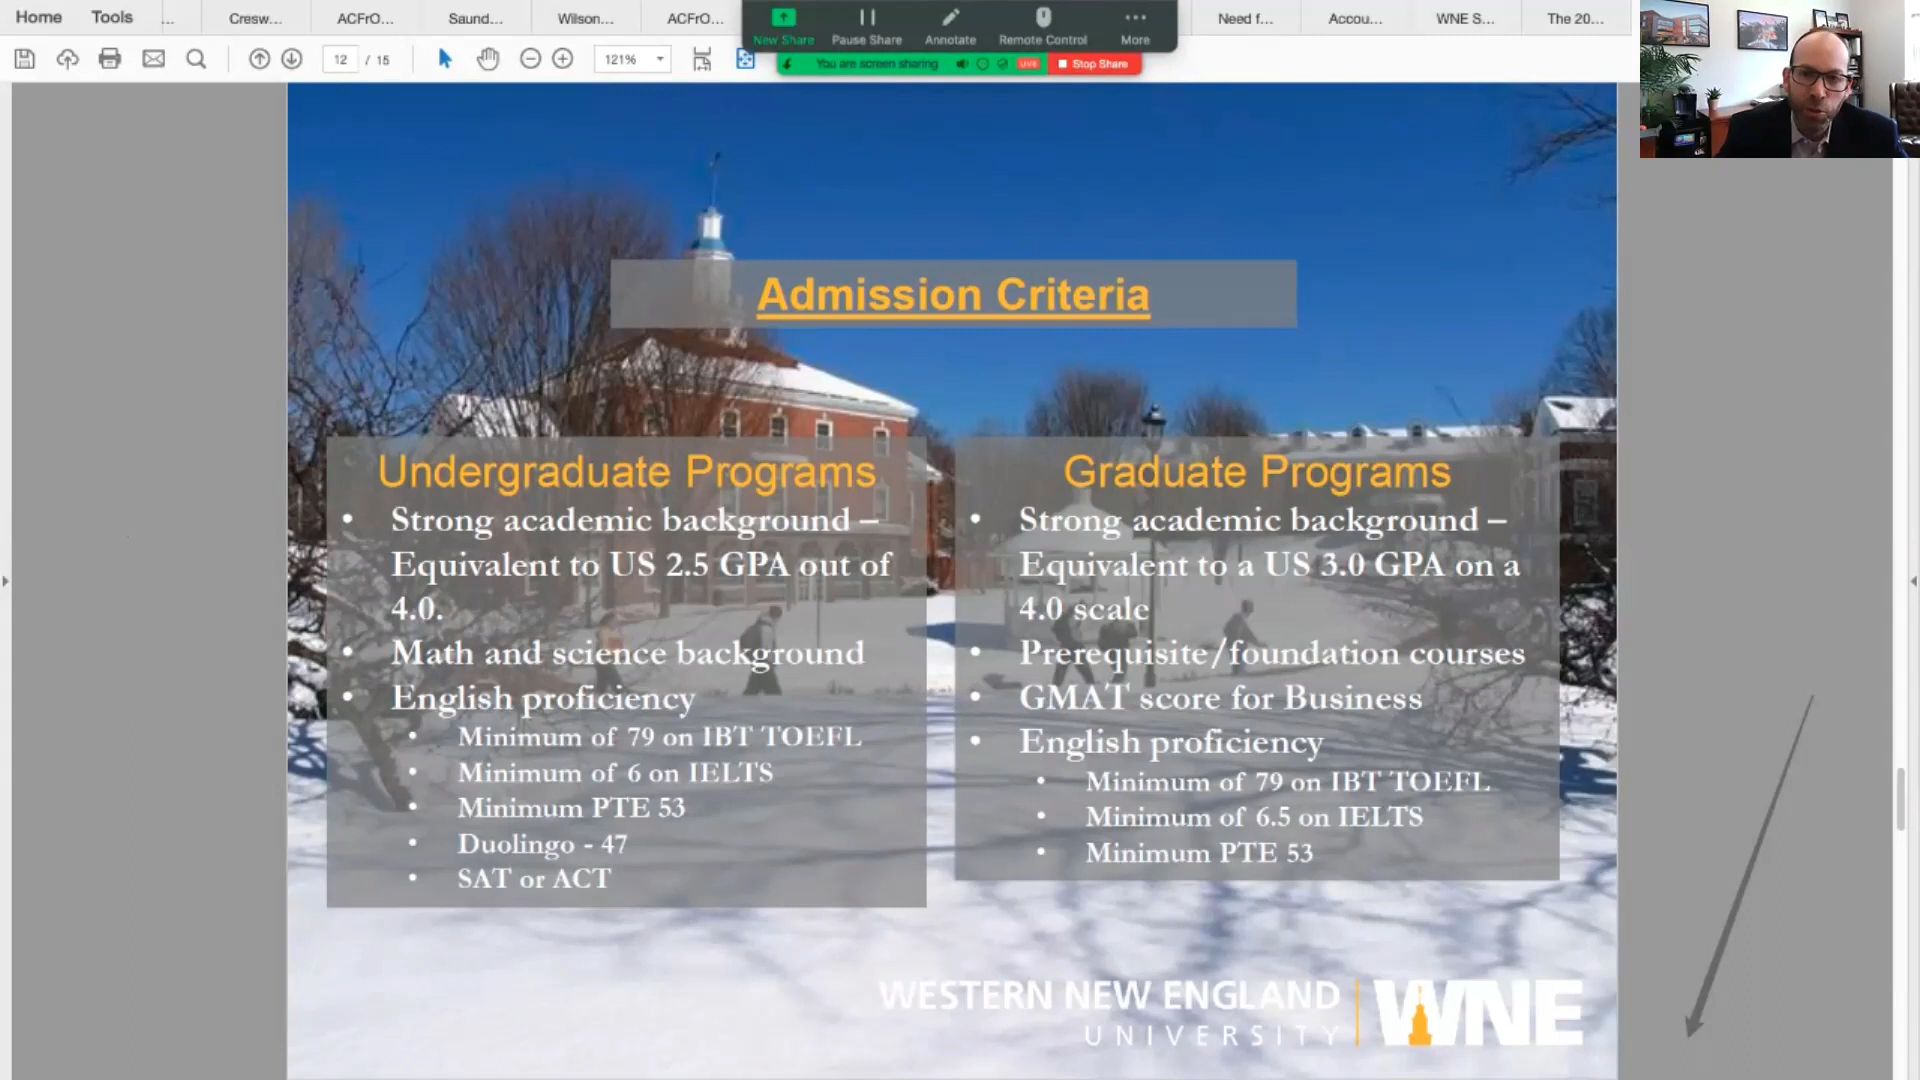 Home Tools ... Cresw... ACFrO... Saund... Wilson... ACFrO... Need f... Accou... WNE S... The 20...
New Share Pause Share Annotate Remote Control More
12 / 15 121%
You are screen sharing LIVE Stop Share
Admission Criteria
Undergraduate Programs
• Strong academic background –
Equivalent to US 2.5 GPA out of
4.0.
• Math and science background
• English proficiency
• Minimum of 79 on IBT TOEFL
• Minimum of 6 on IELTS
• Minimum PTE 53
• Duolingo - 47
• SAT or ACT
Graduate Programs
• Strong academic background –
Equivalent to a US 3.0 GPA on a
4.0 scale
• Prerequisite/foundation courses
• GMAT score for Business
• English proficiency
• Minimum of 79 on IBT TOEFL
• Minimum of 6.5 on IELTS
• Minimum PTE 53
WESTERN NEW ENGLAND
UNIVERSITY
WNE